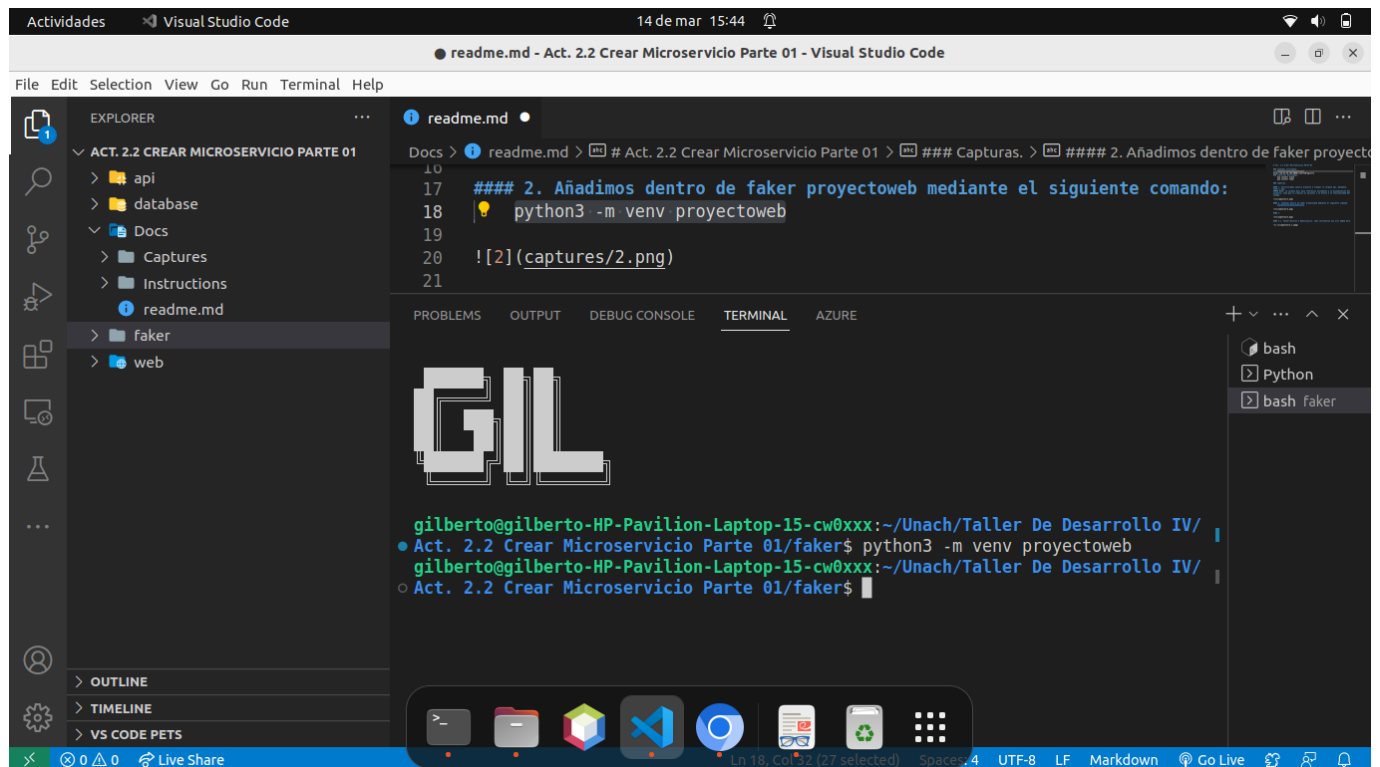 Actividades Visual Studio Code 14 de mar 15:44
readme.md - Act. 2.2 Crear Microservicio Parte 01 - Visual Studio Code
File Edit Selection View Go Run Terminal Help
1
EXPLORER
ACT. 2.2 CREAR MICROSERVICIO PARTE 01
api
database
Docs
Captures
Instructions
readme.md
faker
web
OUTLINE
TIMELINE
VS CODE PETS
readme.md
Docs > readme.md > # Act. 2.2 Crear Microservicio Parte 01 > ### Capturas. > #### 2. Añadimos dentro de faker proyecto
16
17 #### 2. Añadimos dentro de faker proyectoweb mediante el siguiente comando:
18 python3 -m venv proyectoweb
19
20 ![2](captures/2.png)
21
PROBLEMS OUTPUT DEBUG CONSOLE TERMINAL AZURE
bash
Python
bash faker
GIL
gilberto@gilberto-HP-Pavilion-Laptop-15-cw0xxx:~/Unach/Taller De Desarrollo IV/
Act. 2.2 Crear Microservicio Parte 01/faker$ python3 -m venv proyectoweb
gilberto@gilberto-HP-Pavilion-Laptop-15-cw0xxx:~/Unach/Taller De Desarrollo IV/
Act. 2.2 Crear Microservicio Parte 01/faker$
0 0 Live Share Ln 18, Col 32 (27 selected) Spaces: 4 UTF-8 LF Markdown Go Live